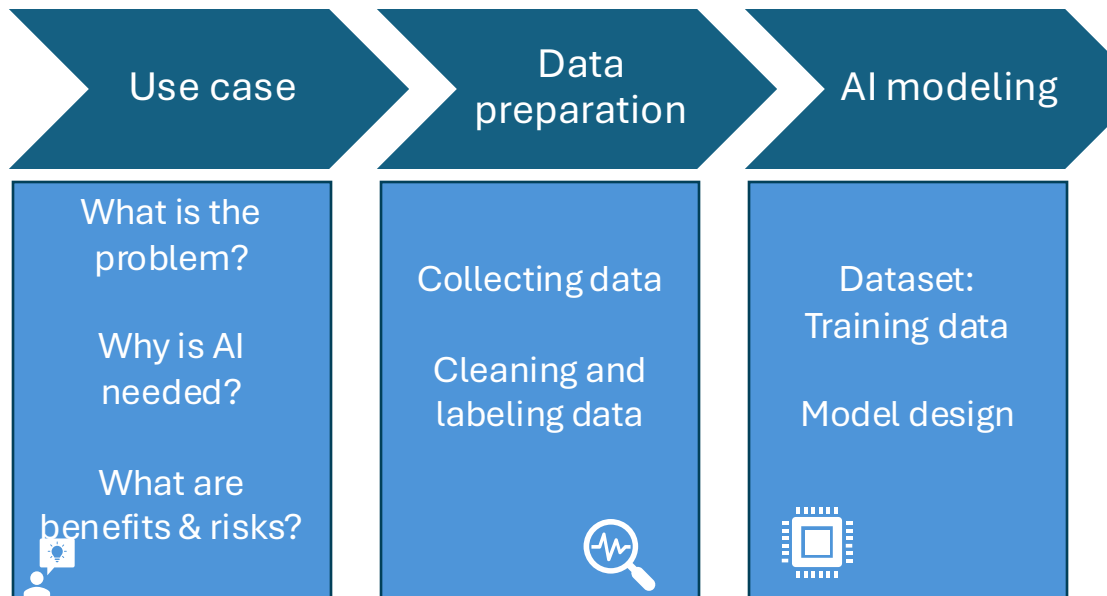 Use case
Data
preparation
AI modeling
What is the
problem?
Why is AI
needed?
What are
benefits & risks?
Collecting data
Cleaning and
labeling data
Dataset:
Training data
Model design